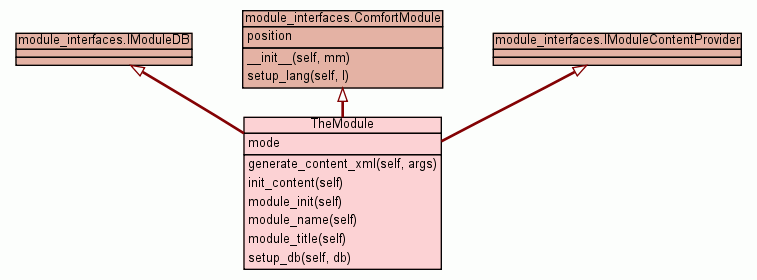 module_interfaces.IModuleDB
module_interfaces.ComfortModule
position
__init__(self, mm)
setup_lang(self, l)
module_interfaces.IModuleContentProvider
TheModule
mode
generate_content_xml(self, args)
init_content(self)
module_init(self)
module_name(self)
module_title(self)
setup_db(self, db)